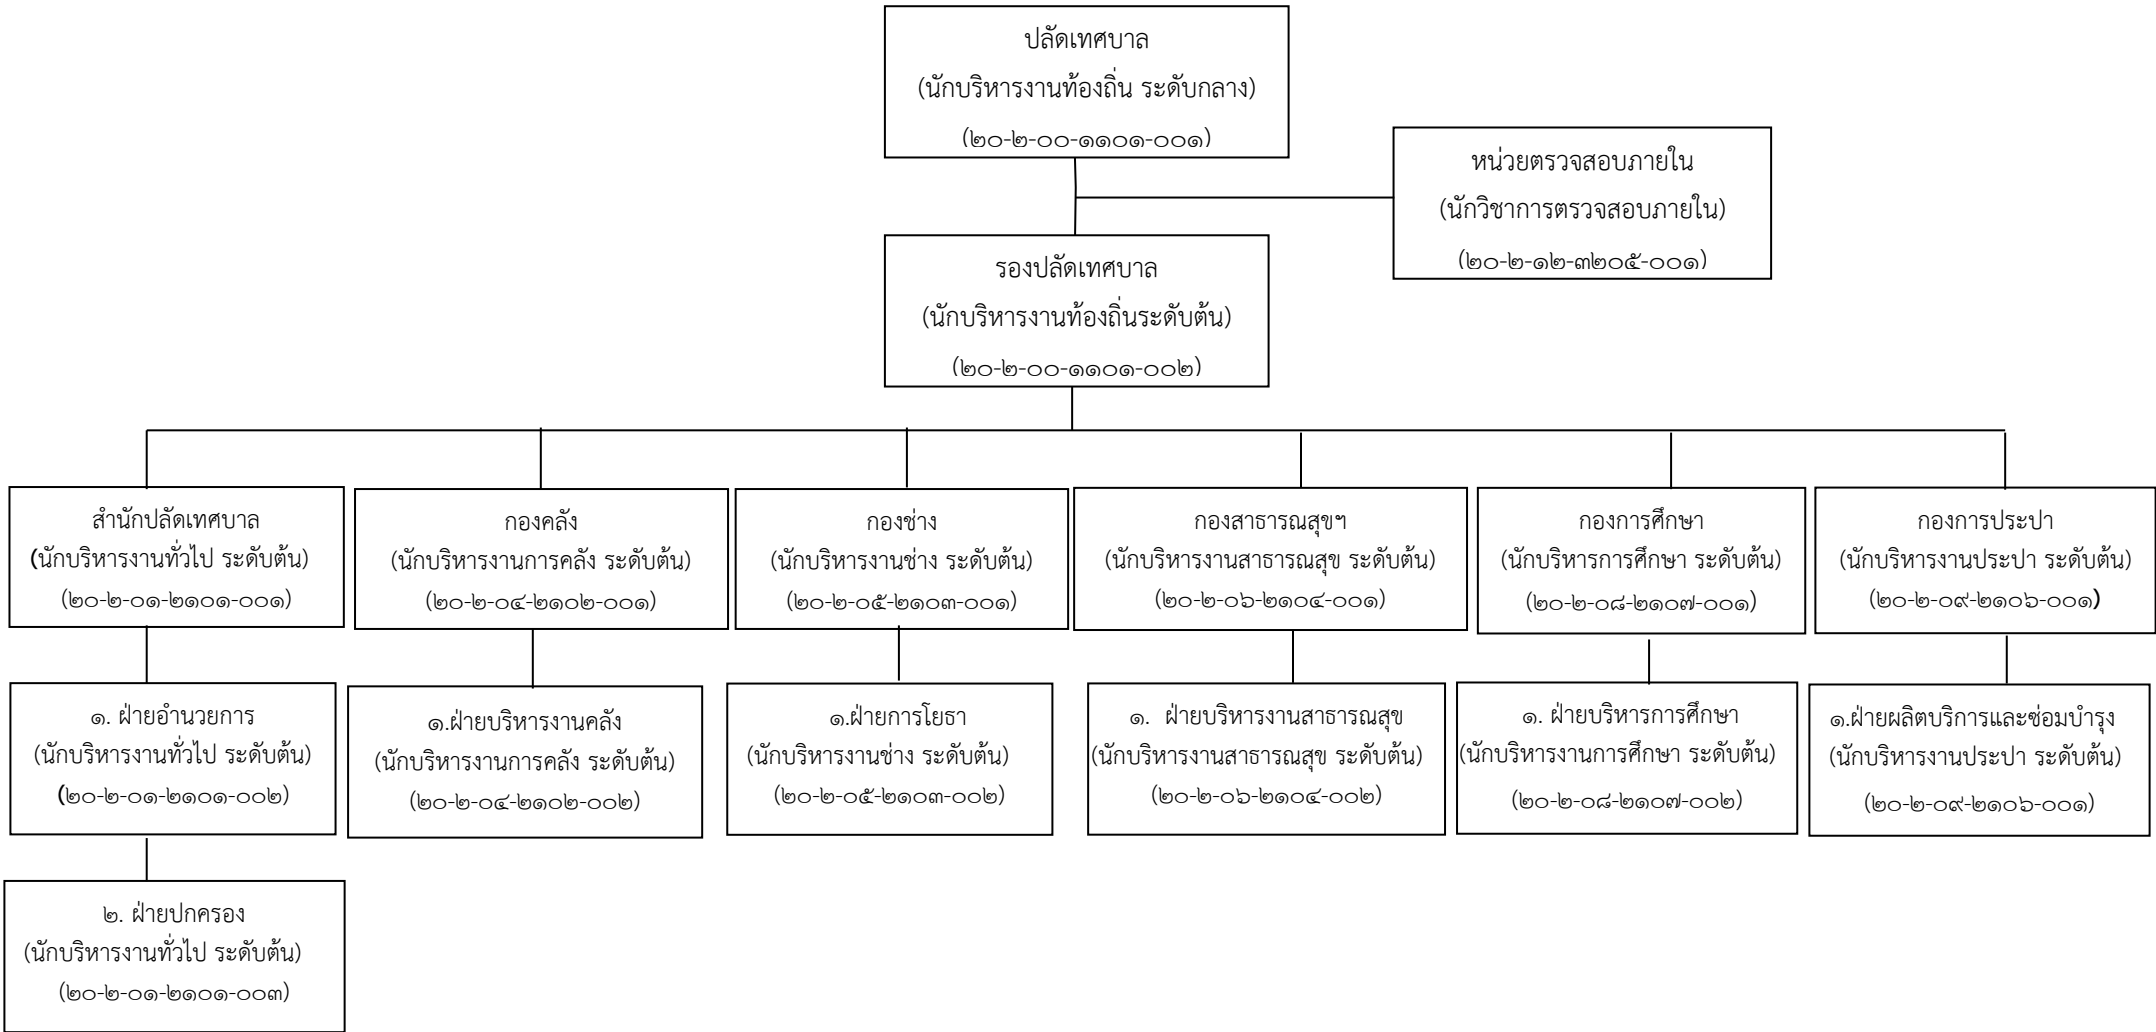 ปลัดเทศบาล
(นักบริหารงานท้องถิ่น ระดับกลาง)
(๒๐-๒-๐๐-๑๑๐๑-๐๐๑)
หน่วยตรวจสอบภายใน
(นักวิชาการตรวจสอบภายใน)
(๒๐-๒-๑๒-๓๒๐๕-๐๐๑)
รองปลัดเทศบาล
(นักบริหารงานท้องถิ่นระดับต้น)
(๒๐-๒-๐๐-๑๑๐๑-๐๐๒)
สำนักปลัดเทศบาล
(นักบริหารงานทั่วไป ระดับต้น)
(๒๐-๒-๐๑-๒๑๐๑-๐๐๑)
กองคลัง
(นักบริหารงานการคลัง ระดับต้น)
(๒๐-๒-๐๔-๒๑๐๒-๐๐๑)
กองช่าง
(นักบริหารงานช่าง ระดับต้น)
(๒๐-๒-๐๕-๒๑๐๓-๐๐๑)
กองสาธารณสุขฯ
(นักบริหารงานสาธารณสุข ระดับต้น)
(๒๐-๒-๐๖-๒๑๐๔-๐๐๑)
กองการศึกษา
(นักบริหารการศึกษา ระดับต้น)
(๒๐-๒-๐๘-๒๑๐๗-๐๐๑)
กองการประปา
(นักบริหารงานประปา ระดับต้น)
(๒๐-๒-๐๙-๒๑๐๖-๐๐๑)
๑. ฝ่ายอำนวยการ
(นักบริหารงานทั่วไป ระดับต้น)
(๒๐-๒-๐๑-๒๑๐๑-๐๐๒)
๑.ฝ่ายบริหารงานคลัง
(นักบริหารงานการคลัง ระดับต้น)
(๒๐-๒-๐๔-๒๑๐๒-๐๐๒)
๑.ฝ่ายการโยธา
(นักบริหารงานช่าง ระดับต้น)
(๒๐-๒-๐๕-๒๑๐๓-๐๐๒)
๑. ฝ่ายบริหารงานสาธารณสุข
(นักบริหารงานสาธารณสุข ระดับต้น)
(๒๐-๒-๐๖-๒๑๐๔-๐๐๒)
๑. ฝ่ายบริหารการศึกษา
(นักบริหารงานการศึกษา ระดับต้น)
(๒๐-๒-๐๘-๒๑๐๗-๐๐๒)
๑.ฝ่ายผลิตบริการและซ่อมบำรุง
(นักบริหารงานประปา ระดับต้น)
(๒๐-๒-๐๙-๒๑๐๖-๐๐๑)
๒. ฝ่ายปกครอง
(นักบริหารงานทั่วไป ระดับต้น)
(๒๐-๒-๐๑-๒๑๐๑-๐๐๓)